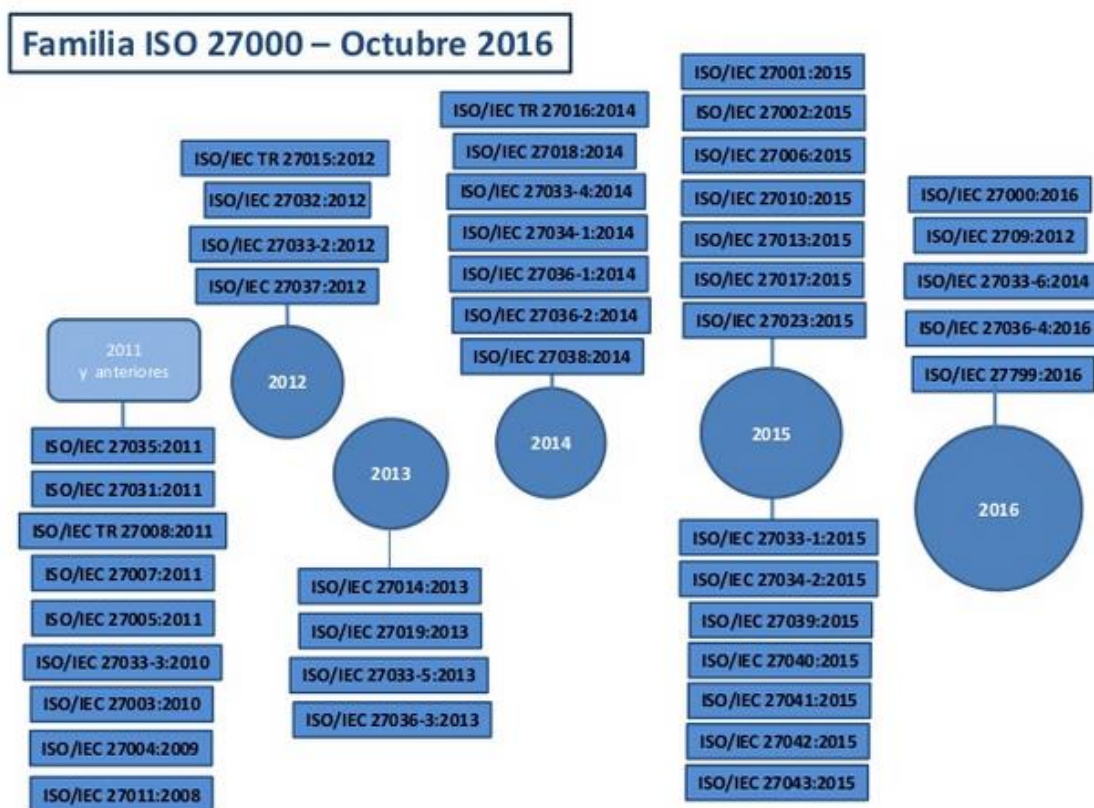 Familia ISO 27000 – Octubre 2016
2011
y anteriores
ISO/IEC 27035:2011
ISO/IEC 27031:2011
ISO/IEC TR 27008:2011
ISO/IEC 27007:2011
ISO/IEC 27005:2011
ISO/IEC 27033-3:2010
ISO/IEC 27003:2010
ISO/IEC 27004:2009
ISO/IEC 27011:2008
ISO/IEC TR 27015:2012
ISO/IEC 27032:2012
ISO/IEC 27033-2:2012
ISO/IEC 27037:2012
2012
2013
ISO/IEC 27014:2013
ISO/IEC 27019:2013
ISO/IEC 27033-5:2013
ISO/IEC 27036-3:2013
ISO/IEC TR 27016:2014
ISO/IEC 27018:2014
ISO/IEC 27033-4:2014
ISO/IEC 27034-1:2014
ISO/IEC 27036-1:2014
ISO/IEC 27036-2:2014
ISO/IEC 27038:2014
2014
ISO/IEC 27001:2015
ISO/IEC 27002:2015
ISO/IEC 27006:2015
ISO/IEC 27010:2015
ISO/IEC 27013:2015
ISO/IEC 27017:2015
ISO/IEC 27023:2015
2015
ISO/IEC 27033-1:2015
ISO/IEC 27034-2:2015
ISO/IEC 27039:2015
ISO/IEC 27040:2015
ISO/IEC 27041:2015
ISO/IEC 27042:2015
ISO/IEC 27043:2015
ISO/IEC 27000:2016
ISO/IEC 2709:2012
ISO/IEC 27033-6:2014
ISO/IEC 27036-4:2016
ISO/IEC 27799:2016
2016